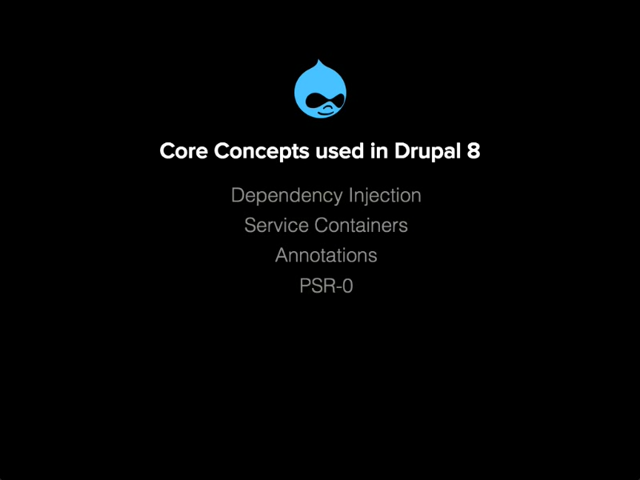 Core Concepts used in Drupal 8
Dependency Injection
Service Containers
Annotations
PSR-0